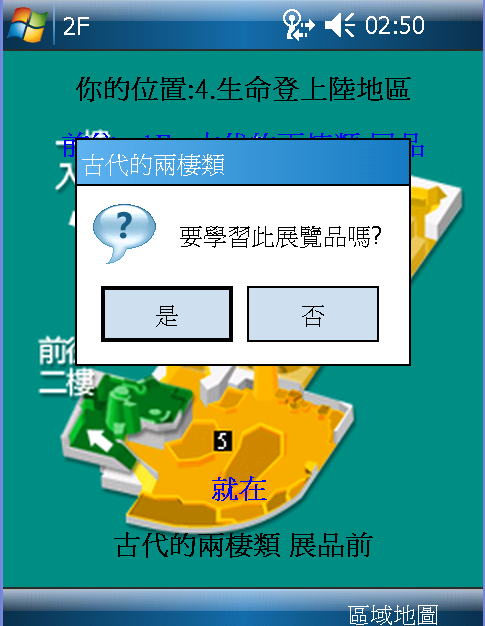 2F
02:50
你的位置:4.生命登上陸地區
古代的兩棲類
要學習此展覽品嗎?
是
否
前往
二樓
5
就在
古代的兩棲類 展品前
區域地圖